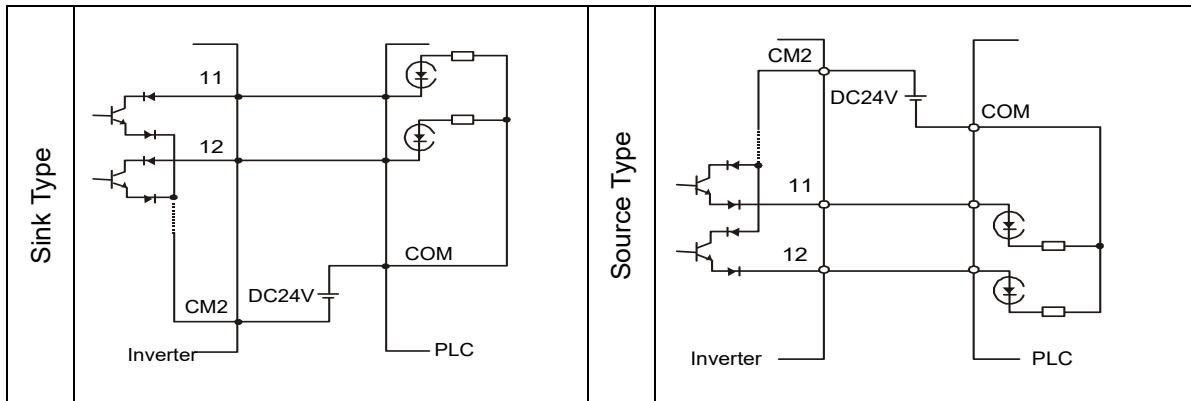 Sink Type
11
12
COM
DC24V
CM2
Inverter
PLC
Source Type
CM2
DC24V
COM
11
12
Inverter
PLC